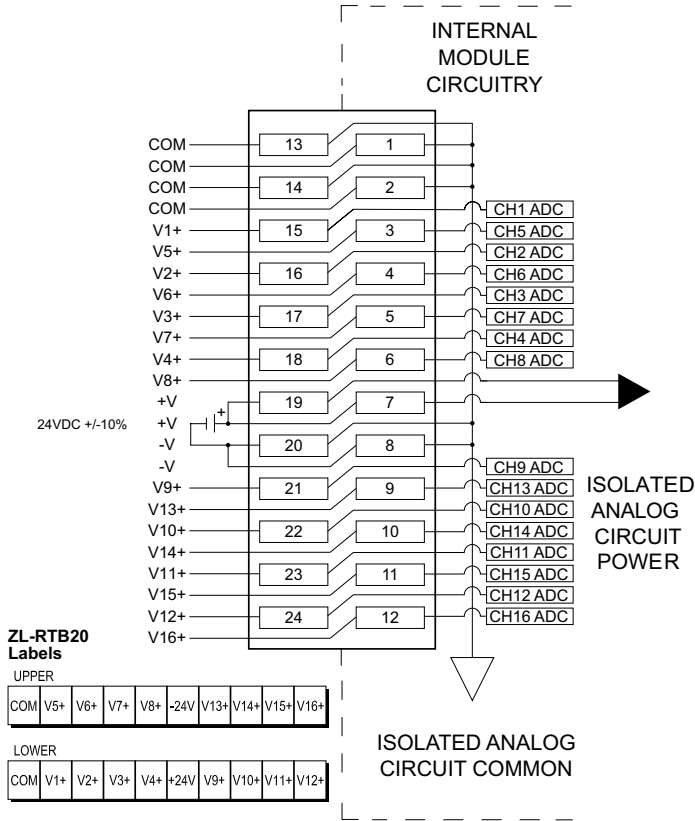 INTERNAL
MODULE
CIRCUITRY
COM 13 1
COM
COM 14 2
COM CH1 ADC
V1+ 15 3 CH5 ADC
V5+ CH2 ADC
V2+ 16 4 CH6 ADC
V6+ CH3 ADC
V3+ 17 5 CH7 ADC
V7+ CH4 ADC
V4+ 18 6 CH8 ADC
V8+
+V 19 7
24VDC +/-10% +V +
-V 20 8
-V CH9 ADC
V9+ 21 9 CH13 ADC
V13+ CH10 ADC
V10+ 22 10 CH14 ADC
V14+ CH11 ADC
V11+ 23 11 CH15 ADC
V15+ CH12 ADC
V12+ 24 12 CH16 ADC
V16+
ISOLATED
ANALOG
CIRCUIT
POWER
ZL-RTB20
Labels
UPPER
COM V5+ V6+ V7+ V8+ -24V V13+ V14+ V15+ V16+
LOWER
COM V1+ V2+ V3+ V4+ +24V V9+ V10+ V11+ V12+
ISOLATED ANALOG
CIRCUIT COMMON